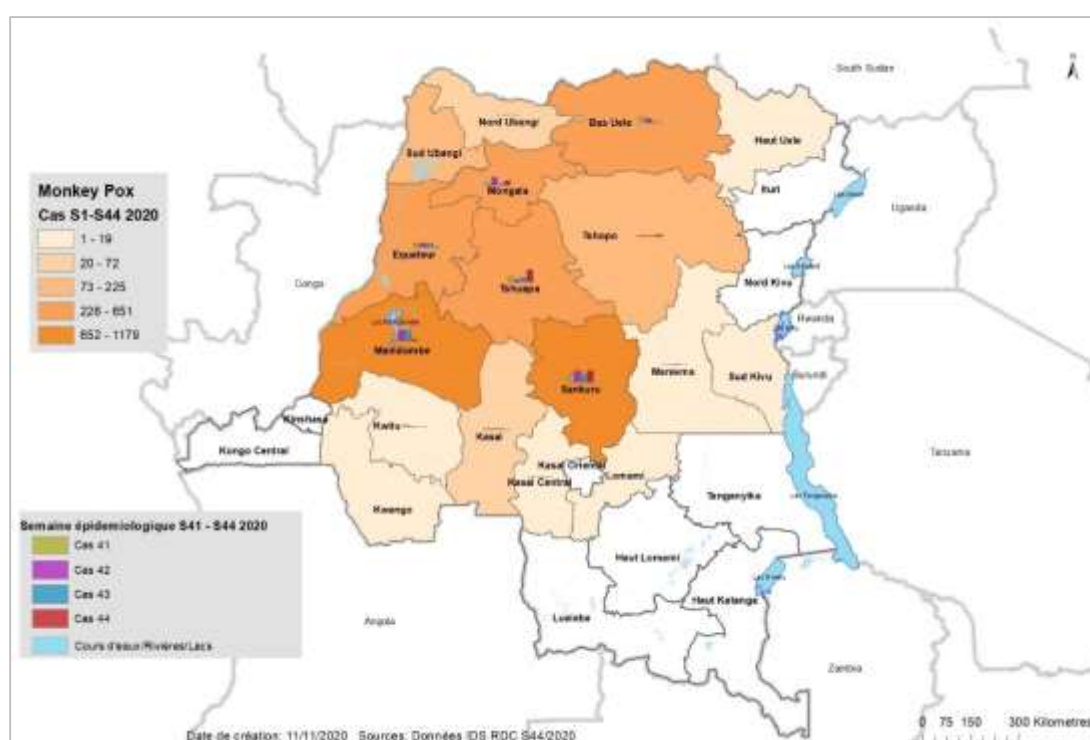 South Sudan
N
Nord Ubangi
Bas Uele
Haut Uele
Sud Ubangi
Monkey Pox
Cas S1-S44 2020
1 - 19
20 - 72
73 - 225
226 - 651
652 - 1179
Mongala
Ituri
Uganda
Tshopo
Equateur
Congo
Tshuapa
Nord Kivu
Rwanda
Maindombe
Maniema
Sud Kivu
Burundi
Sankuru
Kinshasa
Kwilu
Kasai
Kongo Central
Tanzania
Kasai Oriental
Kasai Central
Lomami
Tanganyika
Lac Tanganyika
Kwango
Semaine épidemiologique S41 - S44 2020
Cas 41
Cas 42
Cas 43
Cas 44
Cours d'eaux/Rivières/Lacs
Haut Lomami
Haut Katanga
Lualaba
Angola
Zambia
0 75 150 300 Kilometres
Date de création: 11/11/2020 Sources: Données IDS RDC S44/2020